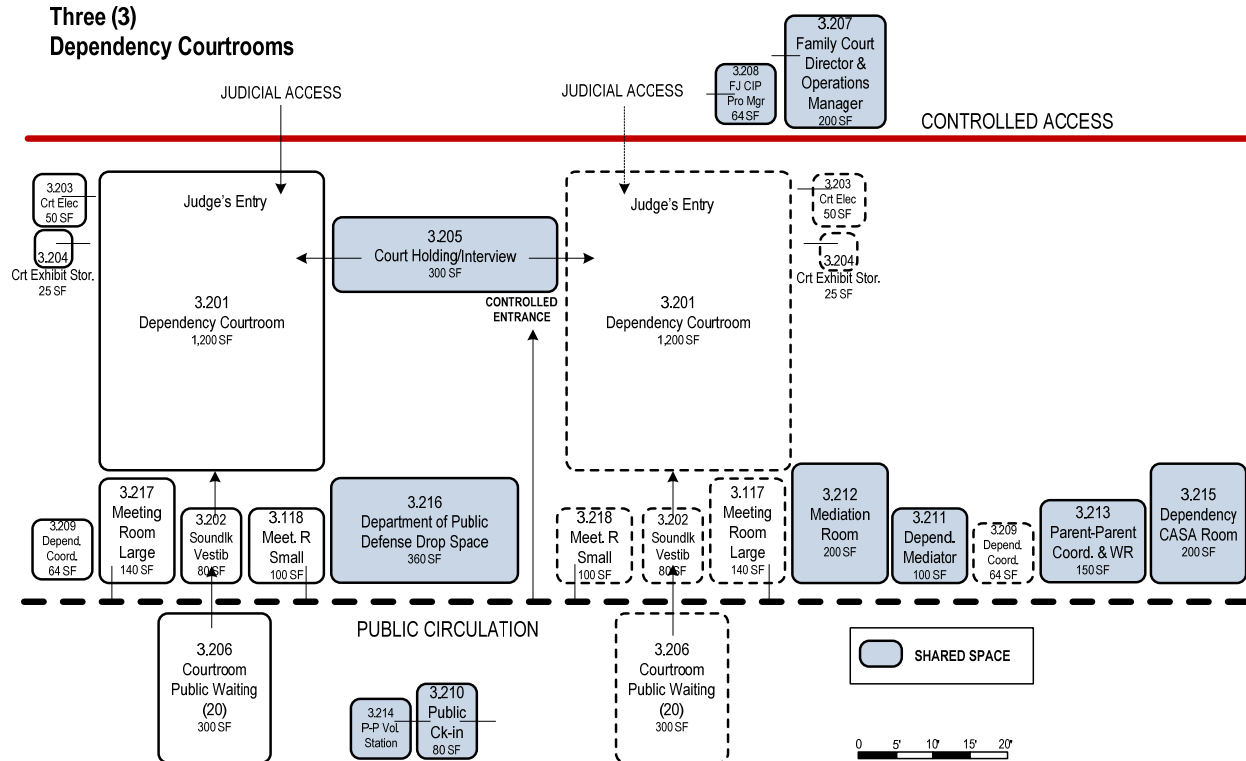 Three (3)
Dependency Courtrooms
3.207
Family Court
Director &
Operations
Manager
200 SF
3.208
FJ CIP
Pro Mgr
64 SF
JUDICIAL ACCESS
JUDICIAL ACCESS
CONTROLLED ACCESS
3.203
Crt Elec
50 SF
3.204
Crt Exhibit Stor.
25 SF
Judge's Entry
3.201
Dependency Courtroom
1,200 SF
3.205
Court Holding/Interview
300 SF
CONTROLLED
ENTRANCE
Judge's Entry
3.201
Dependency Courtroom
1,200 SF
3.203
Crt Elec
50 SF
3.204
Crt Exhibit Stor.
25 SF
3.209
Depend.
Coord.
64 SF
3.217
Meeting
Room
Large
140 SF
3.202
Soundlk
Vestib
80 SF
3.118
Meet. R
Small
100 SF
3.216
Department of Public
Defense Drop Space
360 SF
3.218
Meet. R
Small
100 SF
3.202
Soundlk
Vestib
80 SF
3.117
Meeting
Room
Large
140 SF
3.212
Mediation
Room
200 SF
3.211
Depend.
Mediator
100 SF
3.209
Depend.
Coord.
64 SF
3.213
Parent-Parent
Coord. & WR
150 SF
3.215
Dependency
CASA Room
200 SF
PUBLIC CIRCULATION
3.206
Courtroom
Public Waiting
(20)
300 SF
3.214
P-P Vol.
Station
3.210
Public
Ck-in
80 SF
3.206
Courtroom
Public Waiting
(20)
300 SF
SHARED SPACE
0 5' 10' 15' 20'